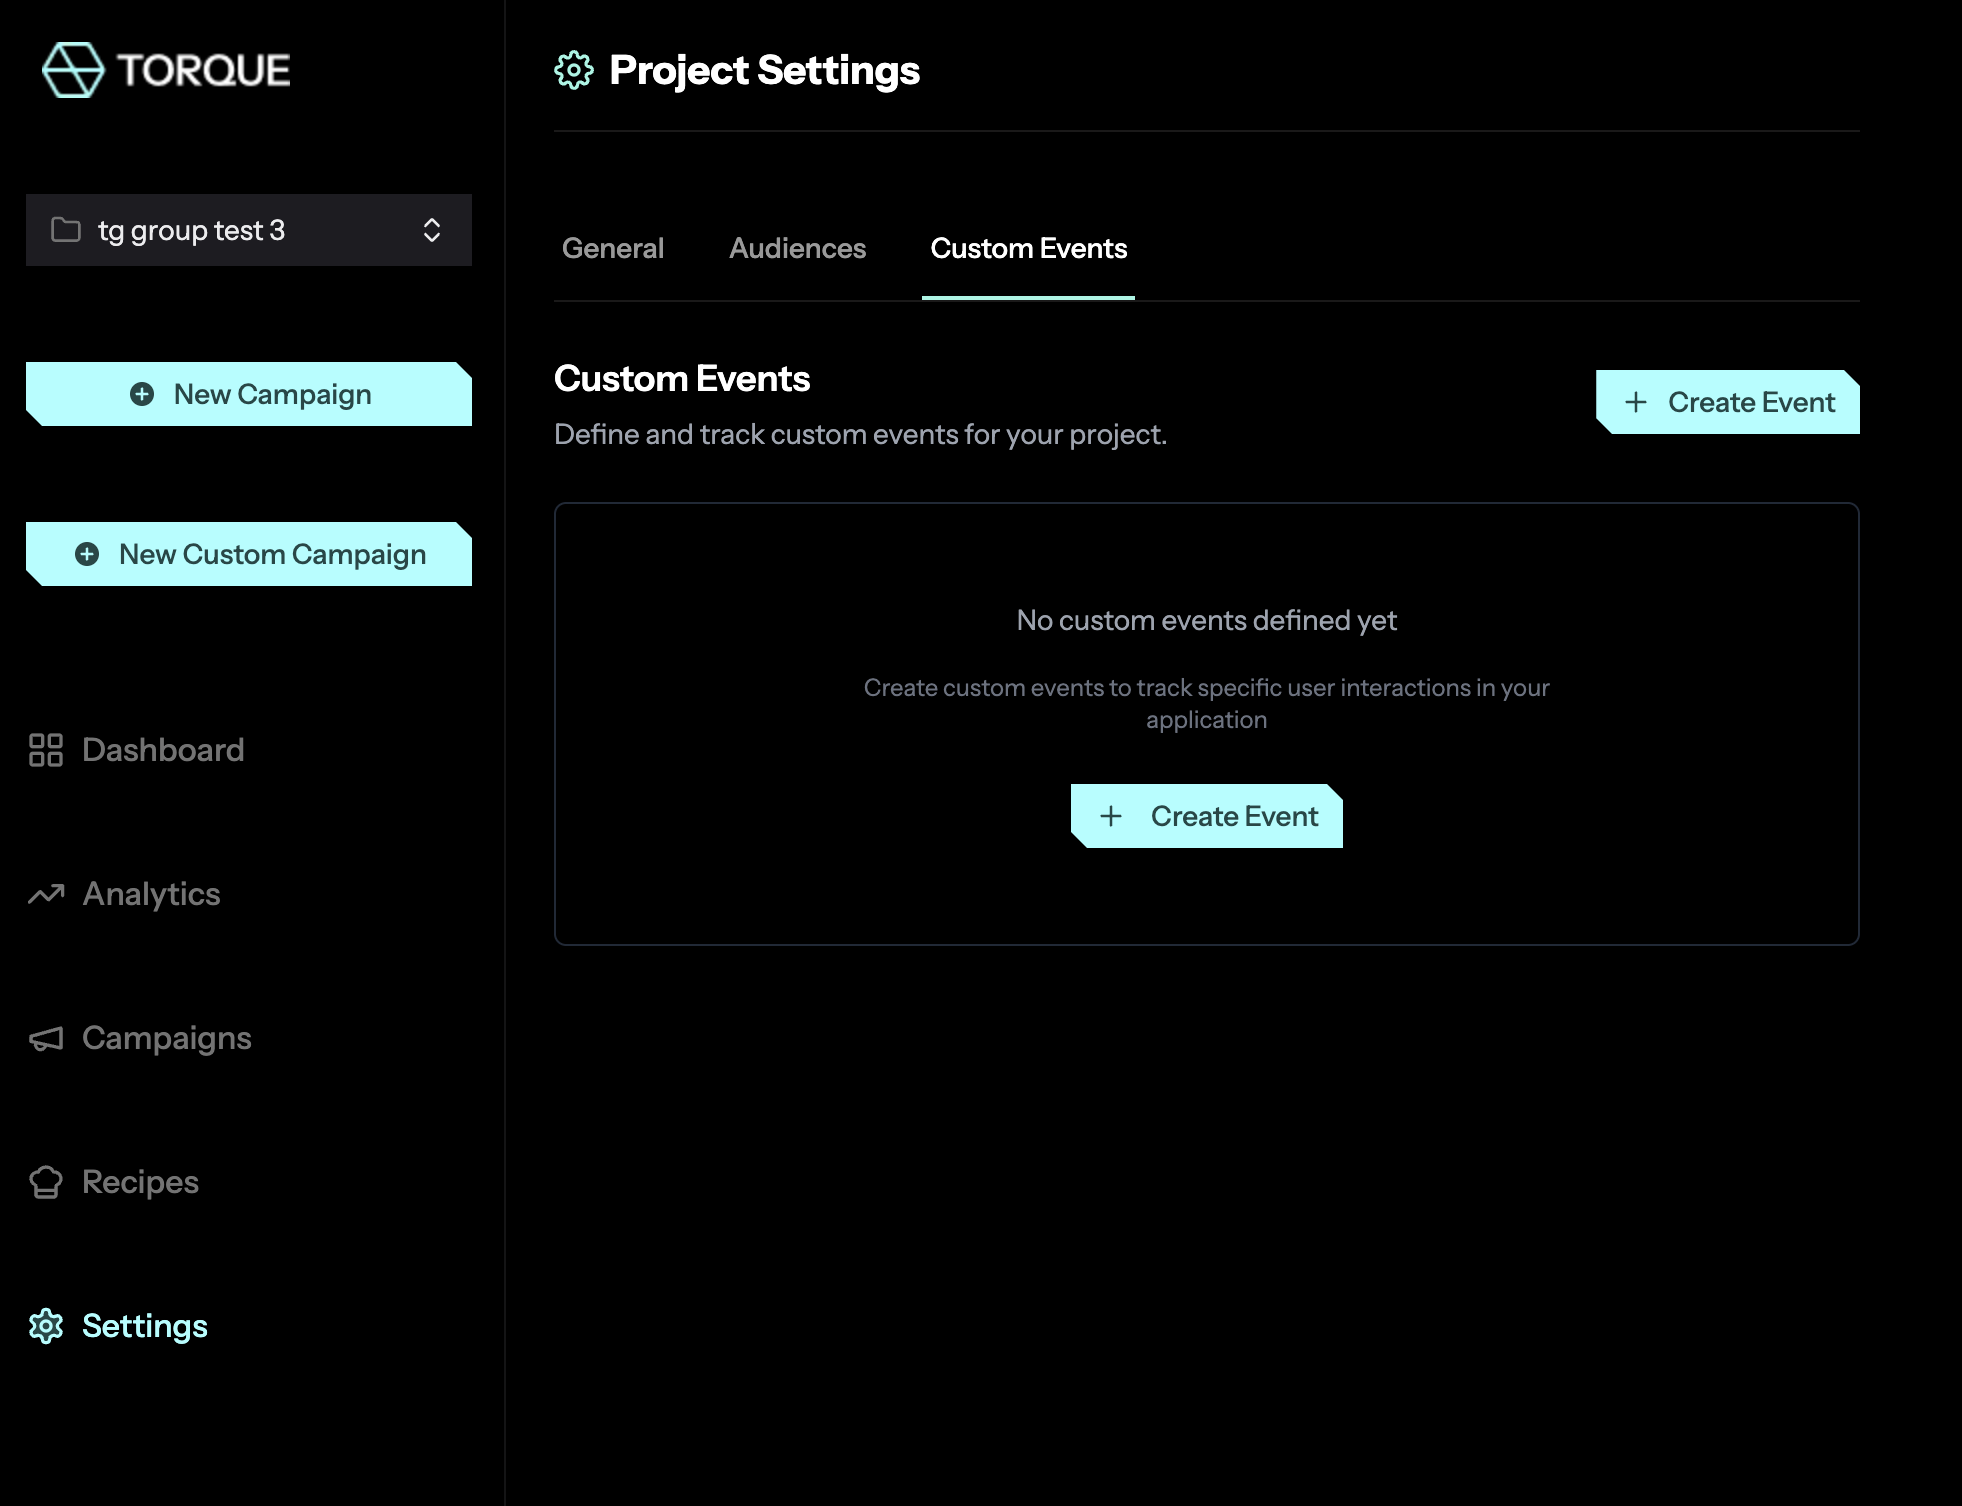 TORQUE
tg group test 3
New Campaign
New Custom Campaign
Dashboard
Analytics
Campaigns
Recipes
Settings
Project Settings
General
Audiences
Custom Events
Custom Events
Define and track custom events for your project.
Create Event
No custom events defined yet
Create custom events to track specific user interactions in your
application
Create Event